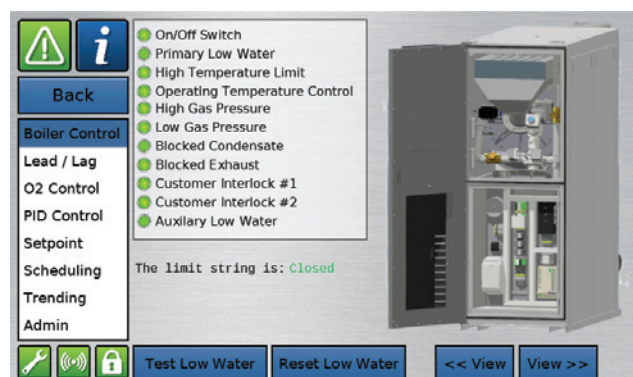 Back
Boiler Control
Lead / Lag
O2 Control
PID Control
Setpoint
Scheduling
Trending
Admin
On/Off Switch
Primary Low Water
High Temperature Limit
Operating Temperature Control
High Gas Pressure
Low Gas Pressure
Blocked Condensate
Blocked Exhaust
Customer Interlock #1
Customer Interlock #2
Auxilary Low Water
The limit string is: Closed
Test Low Water
Reset Low Water
<< View
View >>